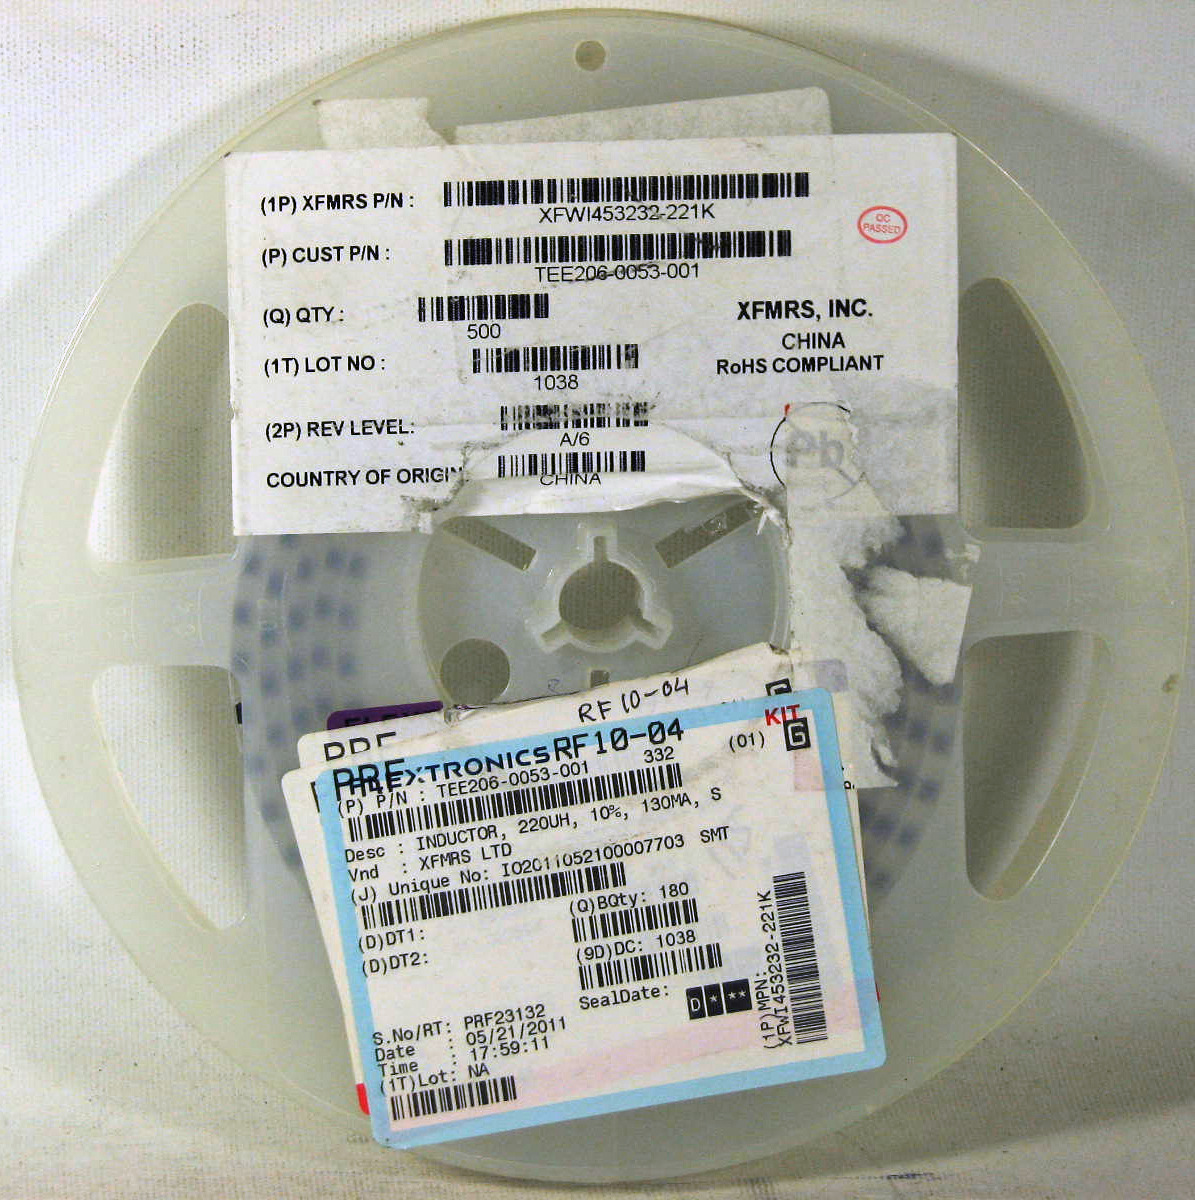 (1P) XFMRS P/N :
XFWI453232-221K
(P) CUST P/N :
TEE206-0053-001
QC
PASSED
(Q) QTY :
500
XFMRS, INC.
CHINA
RoHS COMPLIANT
(1T) LOT NO :
1038
(2P) REV LEVEL:
A/6
Pb
COUNTRY OF ORIGIN
CHINA
RF 10-04
PRF
KIT
G
FLEXTRONICS RF10-04
(01)
(P) P/N : TEE206-0053-001 332
Desc : INDUCTOR, 220UH, 10%, 130MA, S
Vnd : XFMRS LTD
(J) Unique No: IO2011052100007703 SMT
(D)DT1:
(Q)BQty: 180
(D)DT2:
(9D)DC: 1038
SealDate:
D * **
S.No/RT: PRF23132
Date : 05/21/2011
Time : 17:59:11
(1T)Lot: NA
(1P)MPN:
XFWI453232-221K